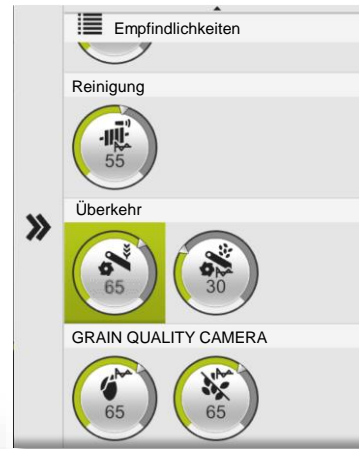 Empfindlichkeiten
Reinigung
55
Überkehr
65 30
GRAIN QUALITY CAMERA
65 65